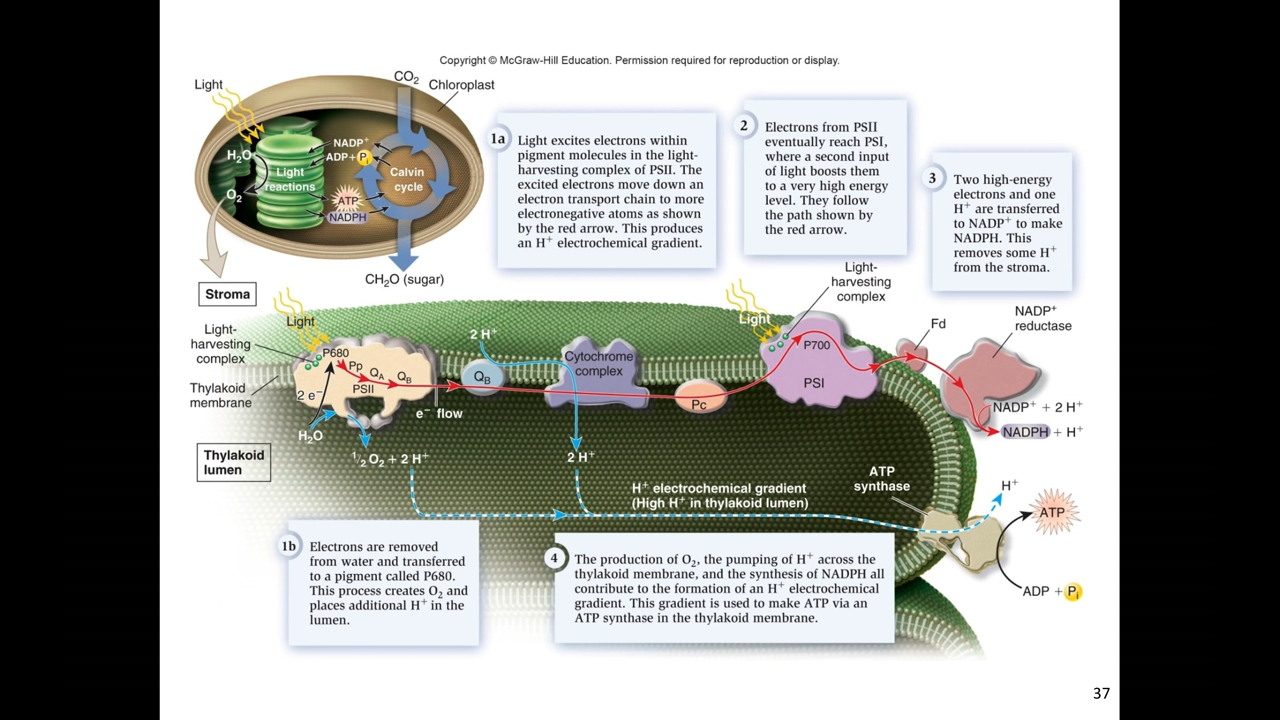 Copyright © McGraw-Hill Education. Permission required for reproduction or display.
Light
CO₂
Chloroplast
H₂O
O₂
Light
reactions
NADP⁺
ADP + Pi
ATP
NADPH
Calvin
cycle
CH₂O (sugar)
1a
Light excites electrons within
pigment molecules in the light-
harvesting complex of PSII. The
excited electrons move down an
electron transport chain to more
electronegative atoms as shown
by the red arrow. This produces
an H⁺ electrochemical gradient.
2
Electrons from PSII
eventually reach PSI,
where a second input
of light boosts them
to a very high energy
level. They follow
the path shown by
the red arrow.
3
Two high-energy
electrons and one
H⁺ are transferred
to NADP⁺ to make
NADPH. This
removes some H⁺
from the stroma.
Stroma
Light-
harvesting
complex
Thylakoid
membrane
Thylakoid
lumen
Light
P680
Pp
QA
QB
PSII
2 e⁻
H₂O
½ O₂ + 2 H⁺
e⁻ flow
2 H⁺
QB
Cytochrome
complex
2 H⁺
Pc
Light
Light-
harvesting
complex
P700
PSI
Fd
NADP⁺
reductase
NADP⁺ + 2 H⁺
NADPH + H⁺
H⁺ electrochemical gradient
(High H⁺ in thylakoid lumen)
ATP
synthase
H⁺
ATP
ADP + Pi
1b
Electrons are removed
from water and transferred
to a pigment called P680.
This process creates O₂ and
places additional H⁺ in the
lumen.
4
The production of O₂, the pumping of H⁺ across the
thylakoid membrane, and the synthesis of NADPH all
contribute to the formation of an H⁺ electrochemical
gradient. This gradient is used to make ATP via an
ATP synthase in the thylakoid membrane.
37